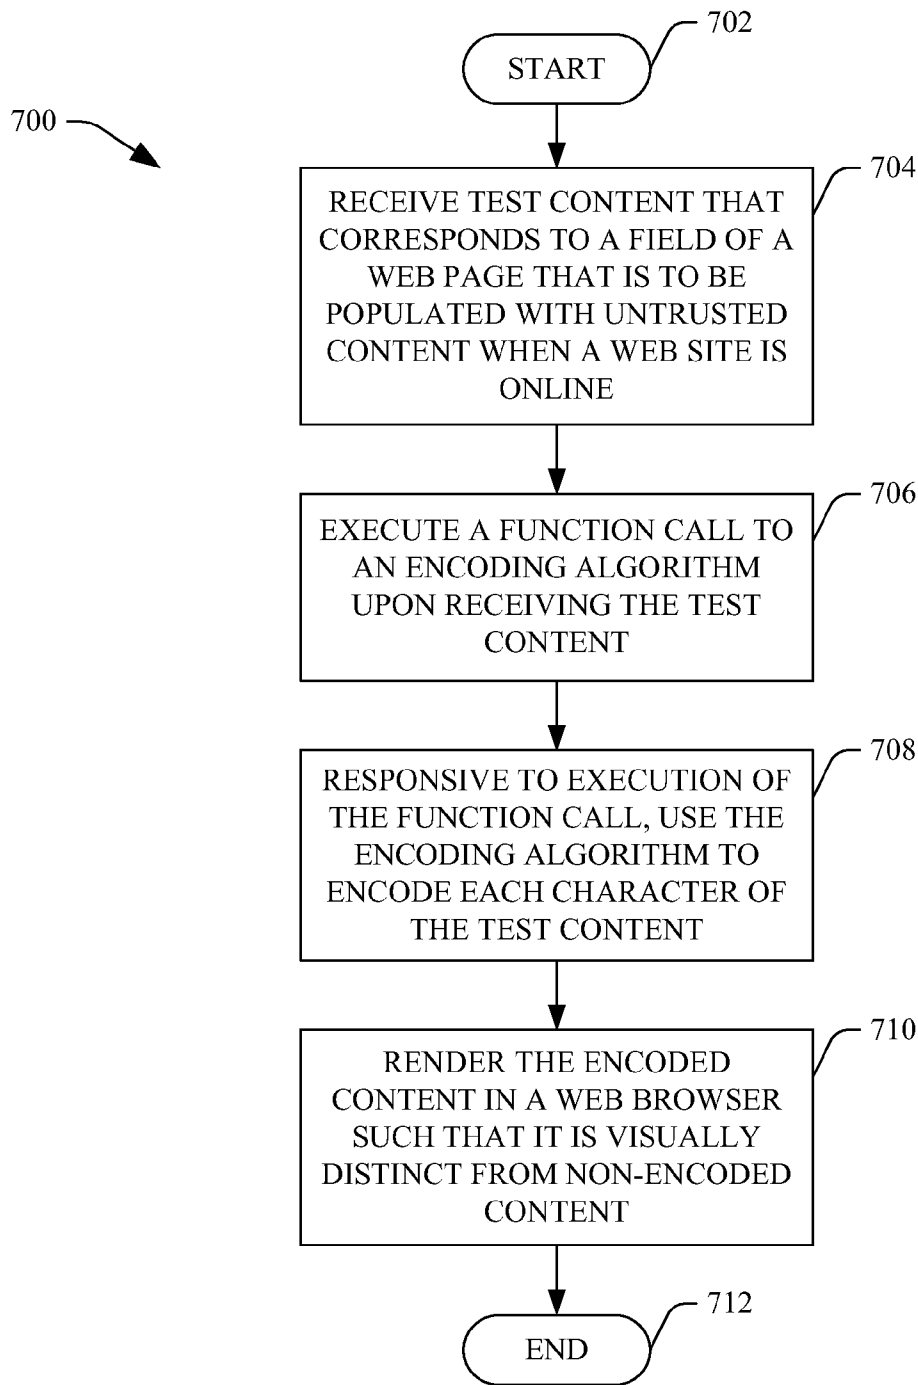 702
START
700
704
RECEIVE TEST CONTENT THAT
CORRESPONDS TO A FIELD OF A
WEB PAGE THAT IS TO BE
POPULATED WITH UNTRUSTED
CONTENT WHEN A WEB SITE IS
ONLINE
706
EXECUTE A FUNCTION CALL TO
AN ENCODING ALGORITHM
UPON RECEIVING THE TEST
CONTENT
708
RESPONSIVE TO EXECUTION OF
THE FUNCTION CALL, USE THE
ENCODING ALGORITHM TO
ENCODE EACH CHARACTER OF
THE TEST CONTENT
710
RENDER THE ENCODED
CONTENT IN A WEB BROWSER
SUCH THAT IT IS VISUALLY
DISTINCT FROM NON-ENCODED
CONTENT
712
END